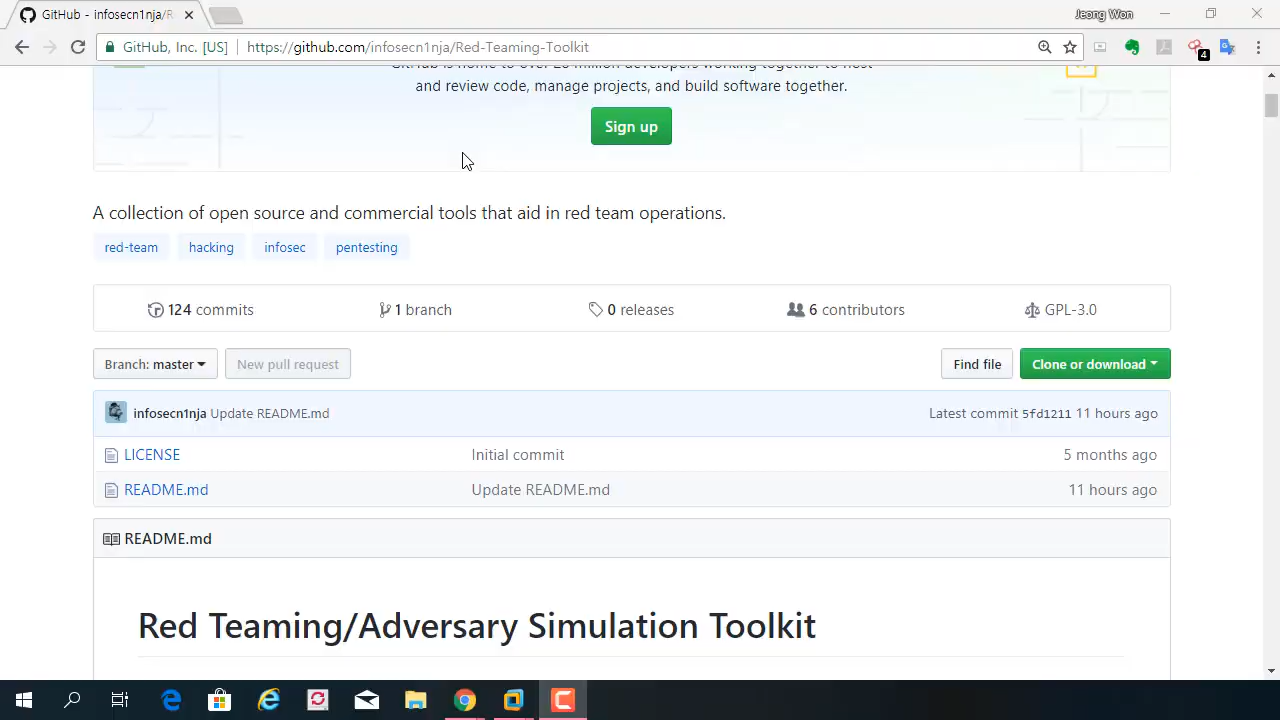 GitHub - infosecn1nja/R
Jeong Won
GitHub, Inc. [US]
https://github.com/infosecn1nja/Red-Teaming-Toolkit
4
and review code, manage projects, and build software together.
Sign up
A collection of open source and commercial tools that aid in red team operations.
red-team hacking infosec pentesting
124 commits 1 branch 0 releases 6 contributors GPL-3.0
Branch: master New pull request Find file Clone or download
infosecn1nja Update README.md Latest commit 5fd1211 11 hours ago
LICENSE Initial commit 5 months ago
README.md Update README.md 11 hours ago
README.md
Red Teaming/Adversary Simulation Toolkit